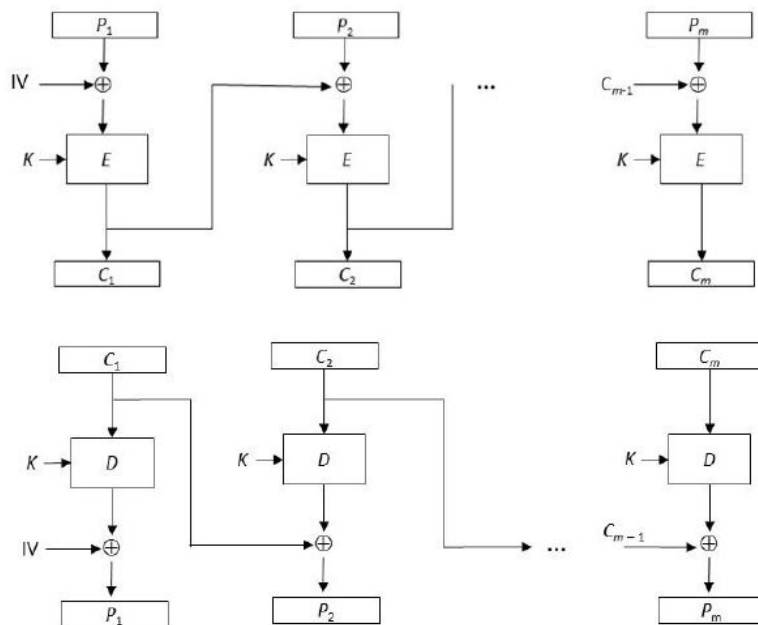 P1 P2 Pm
IV ⊕ ⊕ ... Cm-1 ⊕
K E K E K E
C1 C2 Cm
C1 C2 Cm
K D K D K D
IV ⊕ ⊕ ... Cm-1 ⊕
P1 P2 Pm